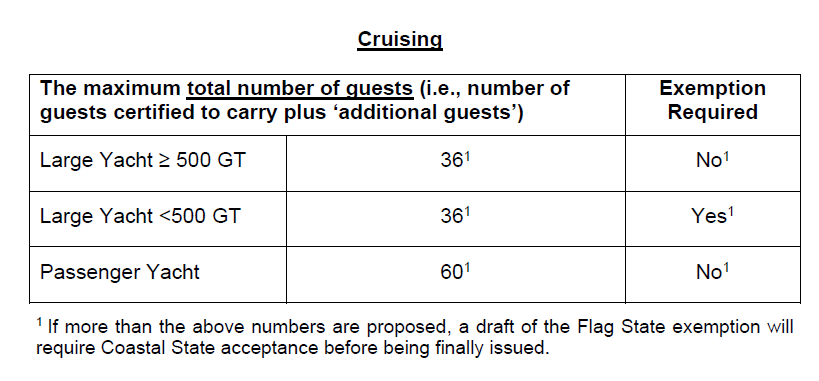 Cruising
The maximum total number of guests (i.e., number of guests certified to carry plus ‘additional guests’)
Exemption Required
Large Yacht ≥ 500 GT 36¹ No¹
Large Yacht <500 GT 36¹ Yes¹
Passenger Yacht 60¹ No¹
¹ If more than the above numbers are proposed, a draft of the Flag State exemption will
require Coastal State acceptance before being finally issued.